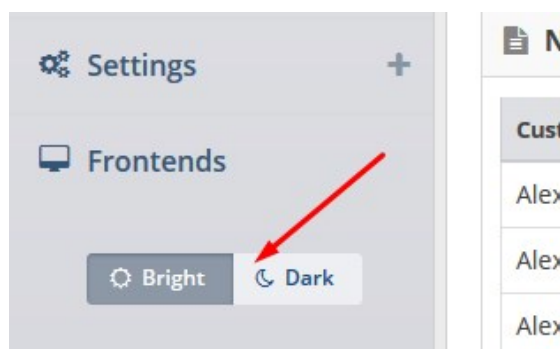 Settings
Frontends
Bright Dark
N
Cust
Alex
Alex
Alex